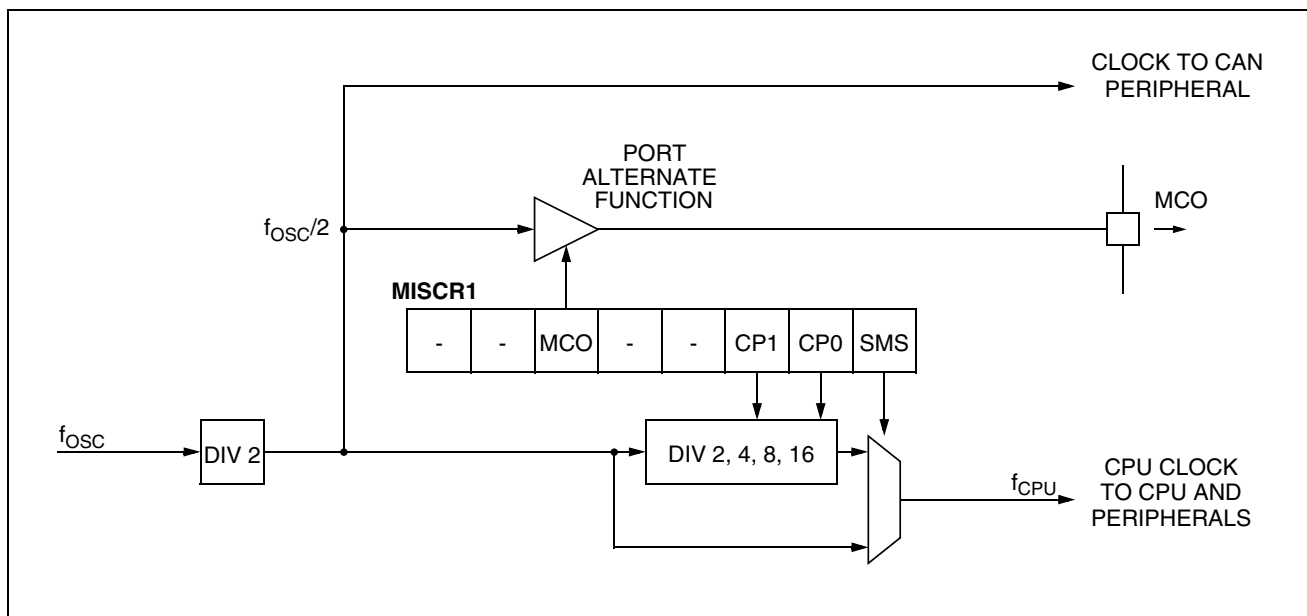 CLOCK TO CAN
PERIPHERAL
PORT
ALTERNATE
FUNCTION
MCO
fOSC/2
MISCR1
- - MCO - - CP1 CP0 SMS
fOSC
DIV 2
DIV 2, 4, 8, 16
fCPU
CPU CLOCK
TO CPU AND
PERIPHERALS